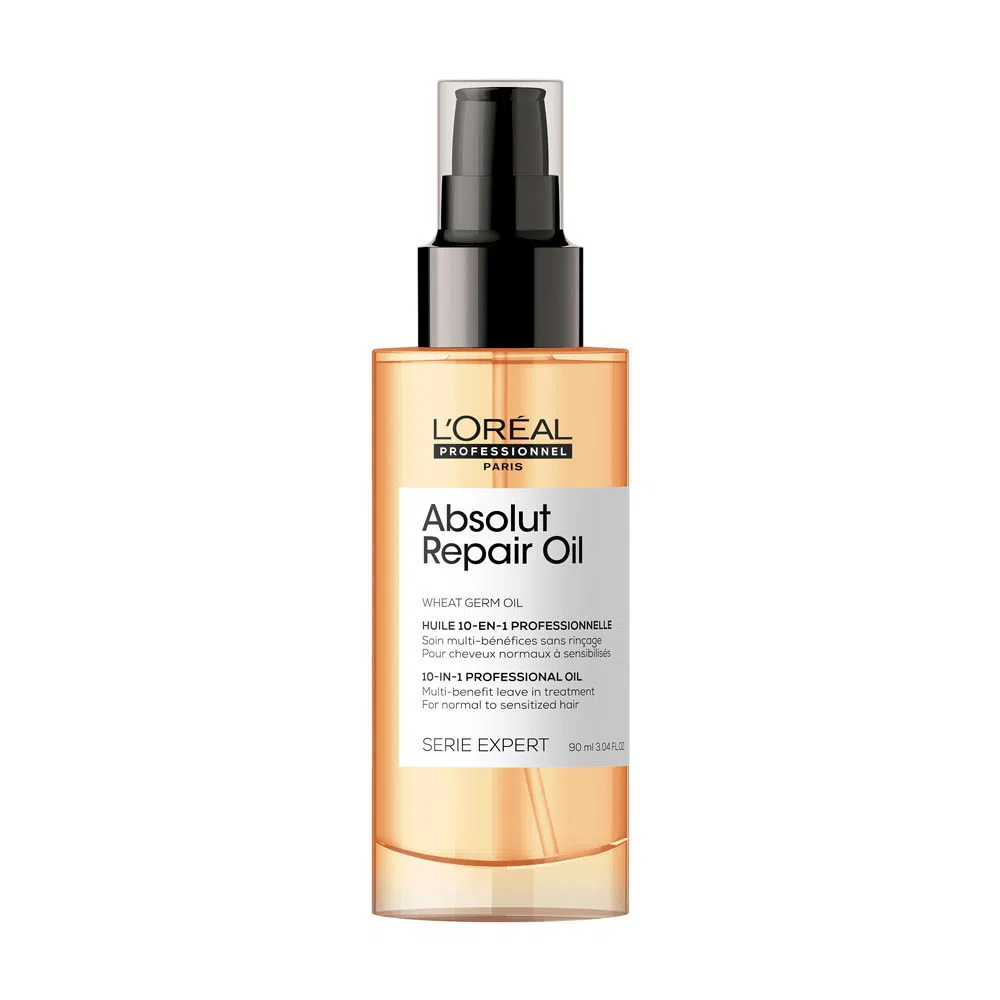 L'ORÉAL
PROFESSIONNEL
PARIS
Absolut
Repair Oil
WHEAT GERM OIL
HUILE 10-EN-1 PROFESSIONNELLE
Soin multi-bénéfices sans rinçage
Pour cheveux normaux à sensibilisés
10-IN-1 PROFESSIONAL OIL
Multi-benefit leave in treatment
For normal to sensitized hair
SERIE EXPERT 90 ml 3.04 FL.OZ